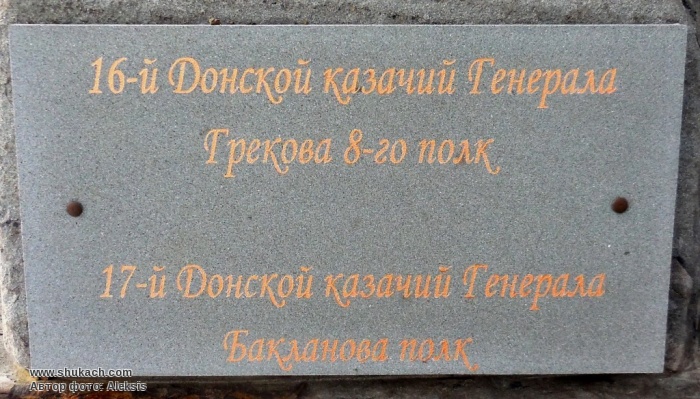 16-й Донской казачий Генерала
Грекова 8-го полк
17-й Донской казачий Генерала
Бакланова полк
www.shukach.com
Автор фото: Aleksis